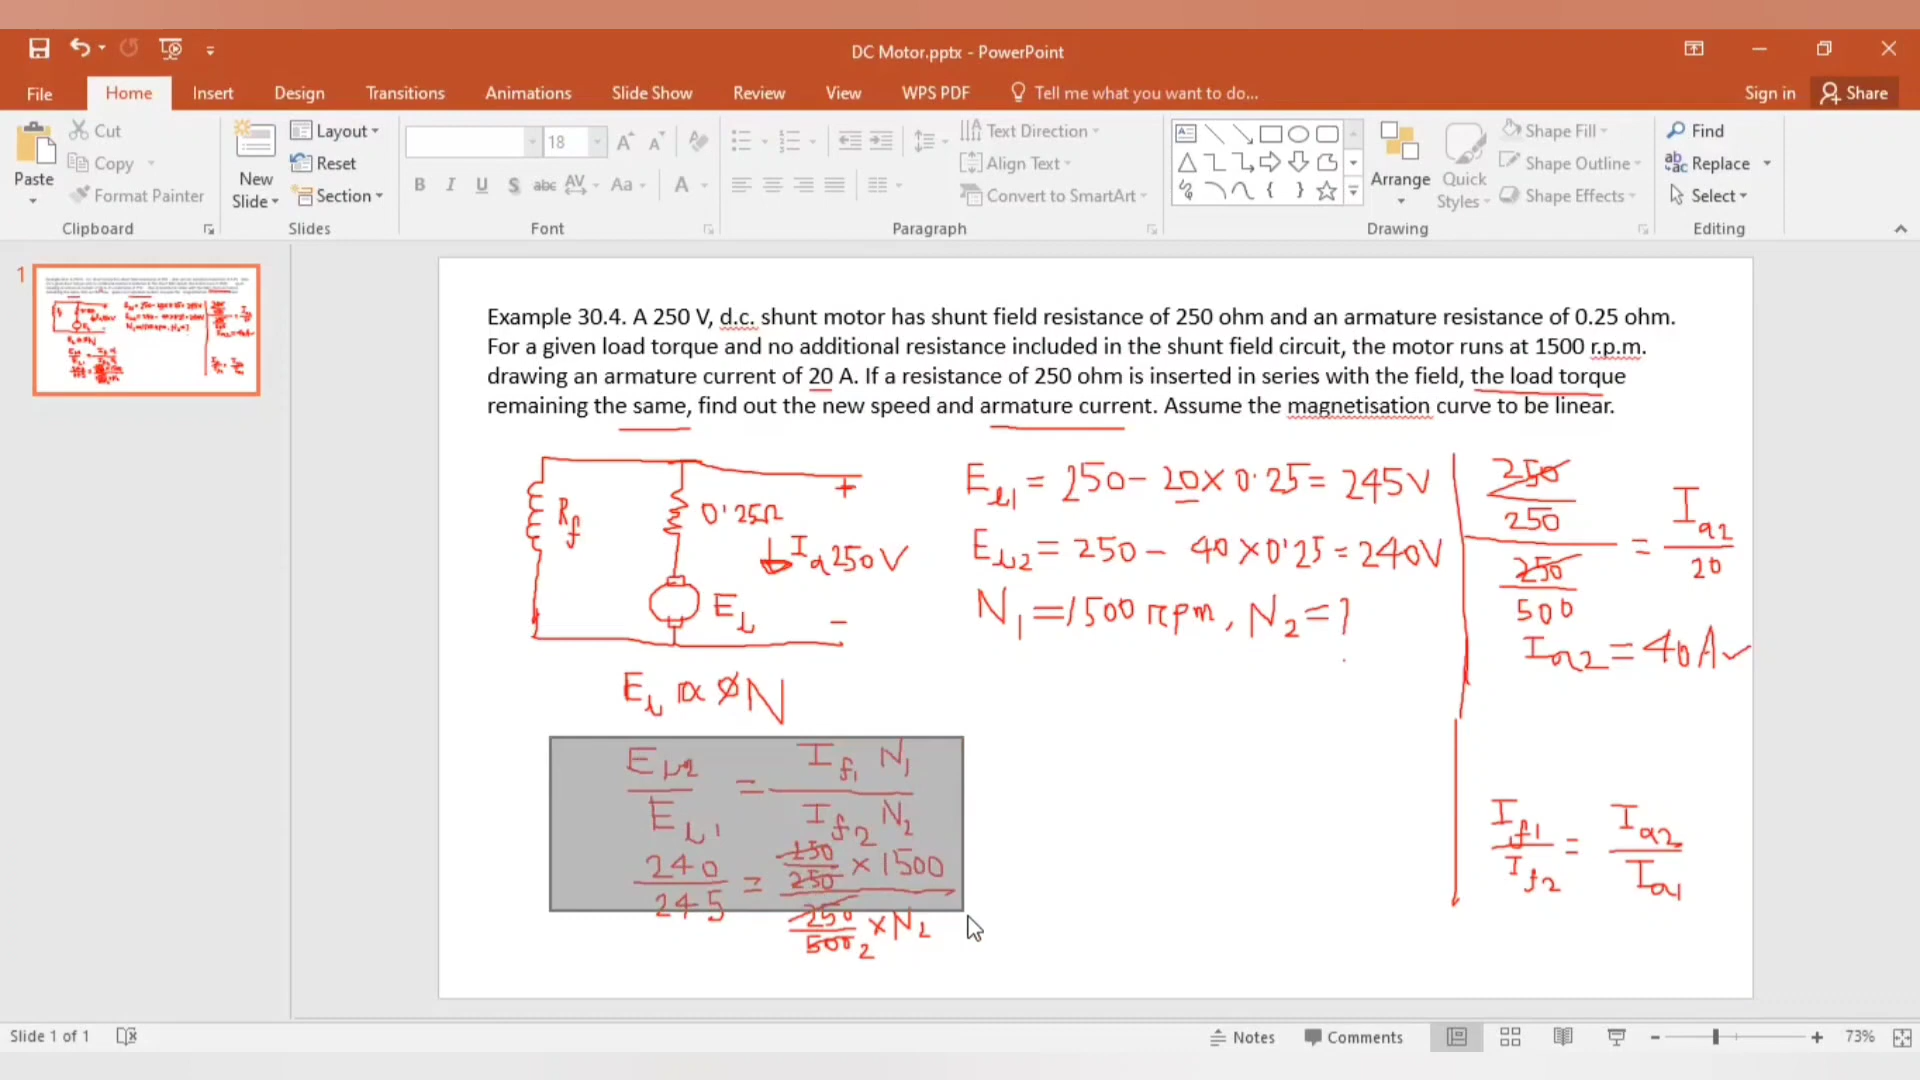 DC Motor.pptx - PowerPoint
File Home Insert Design Transitions Animations Slide Show Review View WPS PDF Tell me what you want to do... Sign in Share
Paste
Cut
Copy
Format Painter
Clipboard
New Slide
Layout
Reset
Section
Slides
18
B I U S abc AV Aa A
Font
Text Direction
Align Text
Convert to SmartArt
Paragraph
Arrange
Quick Styles
Shape Fill
Shape Outline
Shape Effects
Drawing
Find
Replace
Select
Editing
1
Example 30.4. A 250 V, d.c. shunt motor has shunt field resistance of 250 ohm and an armature resistance of 0.25 ohm.
For a given load torque and no additional resistance included in the shunt field circuit, the motor runs at 1500 r.p.m.
drawing an armature current of 20 A. If a resistance of 250 ohm is inserted in series with the field, the load torque
remaining the same, find out the new speed and armature current. Assume the magnetisation curve to be linear.
Rf
0.25Ω
+
Ia 250V
Eb
-
Eb ∝ ØN
Eb1 = 250 - 20 × 0.25 = 245V
Eb2 = 250 - 40 × 0.25 = 240V
N1 = 1500 rpm, N2 = ?
250
250
250
500
= Ia2
20
Ia2 = 40A
Eb2 = If1 N1
Eb1 If2 N2
240 = 250 × 1500
245 250
250 × N2
500 2
If1 = Ia2
If2 Ia1
Slide 1 of 1
Notes Comments 73%